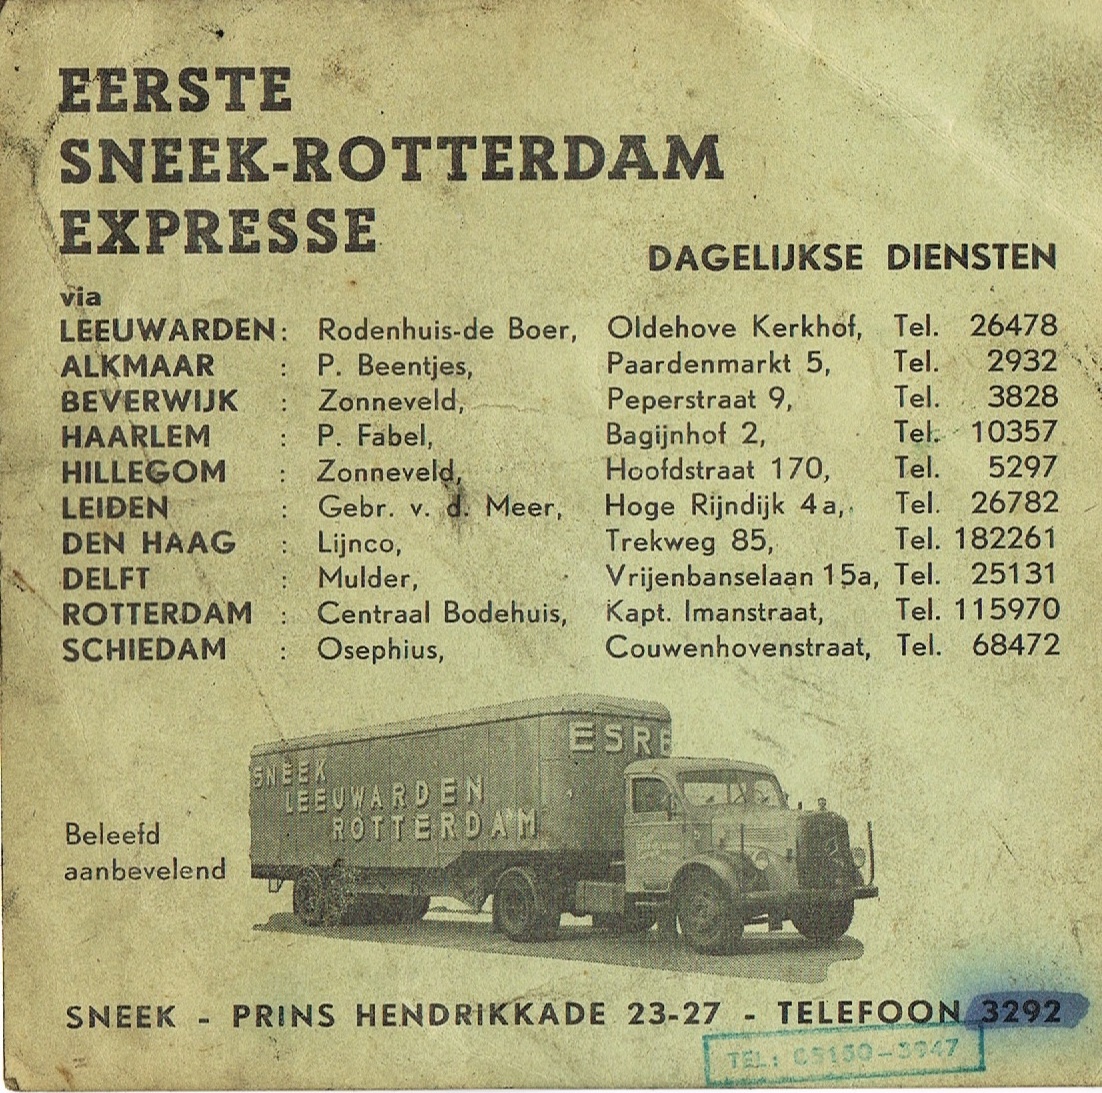 EERSTE
SNEEK-ROTTERDAM
EXPRESSE
DAGELIJKSE DIENSTEN
via
LEEUWARDEN: Rodenhuis-de Boer, Oldehove Kerkhof, Tel. 26478
ALKMAAR : P. Beentjes, Paardenmarkt 5, Tel. 2932
BEVERWIJK : Zonneveld, Peperstraat 9, Tel. 3828
HAARLEM : P. Fabel, Bagijnhof 2, Tel. 10357
HILLEGOM : Zonneveld, Hoofdstraat 170, Tel. 5297
LEIDEN : Gebr. v. d. Meer, Hoge Rijndijk 4a, Tel. 26782
DEN HAAG : Lijnco, Trekweg 85, Tel. 182261
DELFT : Mulder, Vrijenbanselaan 15a, Tel. 25131
ROTTERDAM : Centraal Bodehuis, Kapt. Imanstraat, Tel. 115970
SCHIEDAM : Osephius, Couwenhovenstraat, Tel. 68472
ESRE
SNEEK
LEEUWARDEN
ROTTERDAM
Beleefd
aanbevelend
SNEEK - PRINS HENDRIKKADE 23-27 - TELEFOON 3292
TEL: 05150-3947